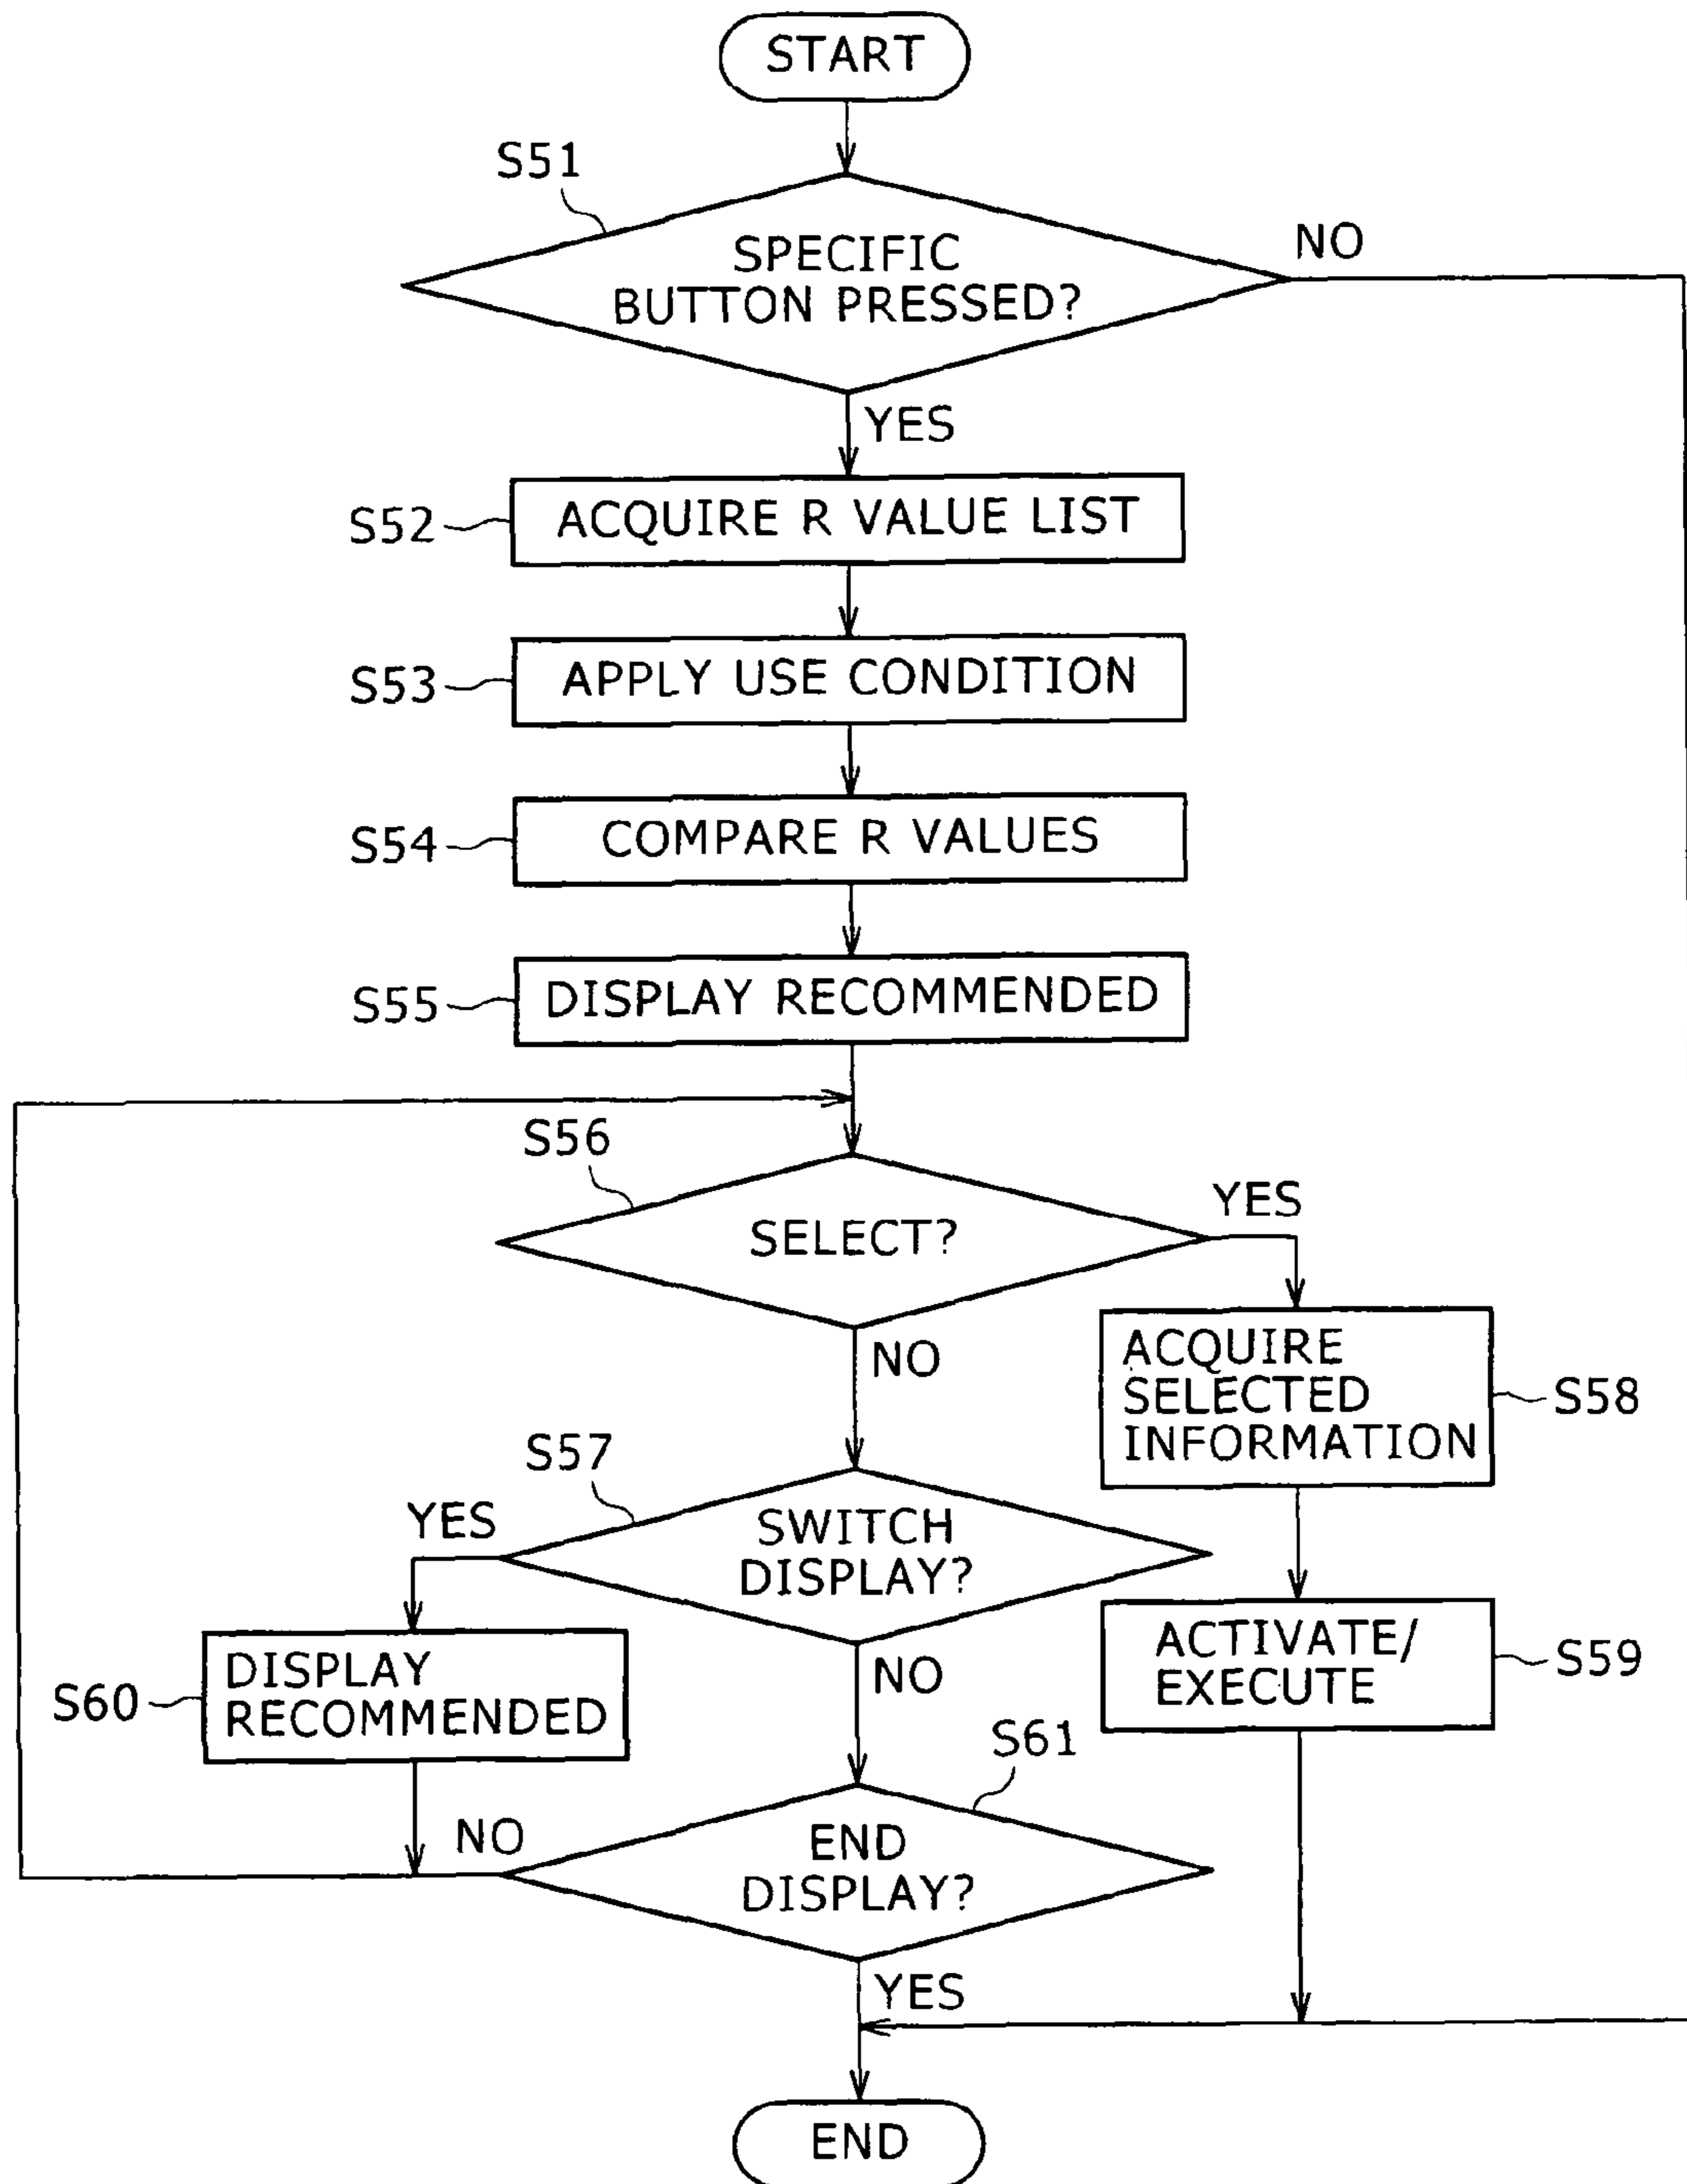 START
S51
SPECIFIC
BUTTON PRESSED?
NO
YES
S52
ACQUIRE R VALUE LIST
S53
APPLY USE CONDITION
S54
COMPARE R VALUES
S55
DISPLAY RECOMMENDED
S56
SELECT?
YES
NO
ACQUIRE
SELECTED
INFORMATION
S58
S57
YES
SWITCH
DISPLAY?
NO
S60
DISPLAY
RECOMMENDED
ACTIVATE/
EXECUTE
S59
S61
NO
END
DISPLAY?
YES
END